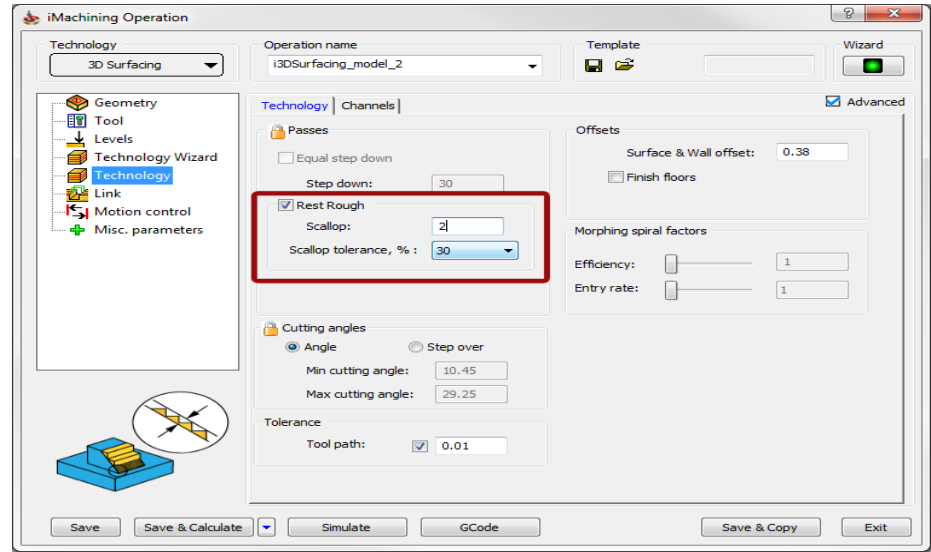 iMachining Operation
Technology
3D Surfacing
Operation name
i3DSurfacing_model_2
Template
Wizard
Geometry
Tool
Levels
Technology Wizard
Technology
Link
Motion control
Misc. parameters
Technology
Channels
Advanced
Passes
Equal step down
Step down: 30
Rest Rough
Scallop: 2
Scallop tolerance, % : 30
Offsets
Surface & Wall offset: 0.38
Finish floors
Morphing spiral factors
Efficiency: 1
Entry rate: 1
Cutting angles
Angle
Step over
Min cutting angle: 10.45
Max cutting angle: 29.25
Tolerance
Tool path: 0.01
Save
Save & Calculate
Simulate
GCode
Save & Copy
Exit